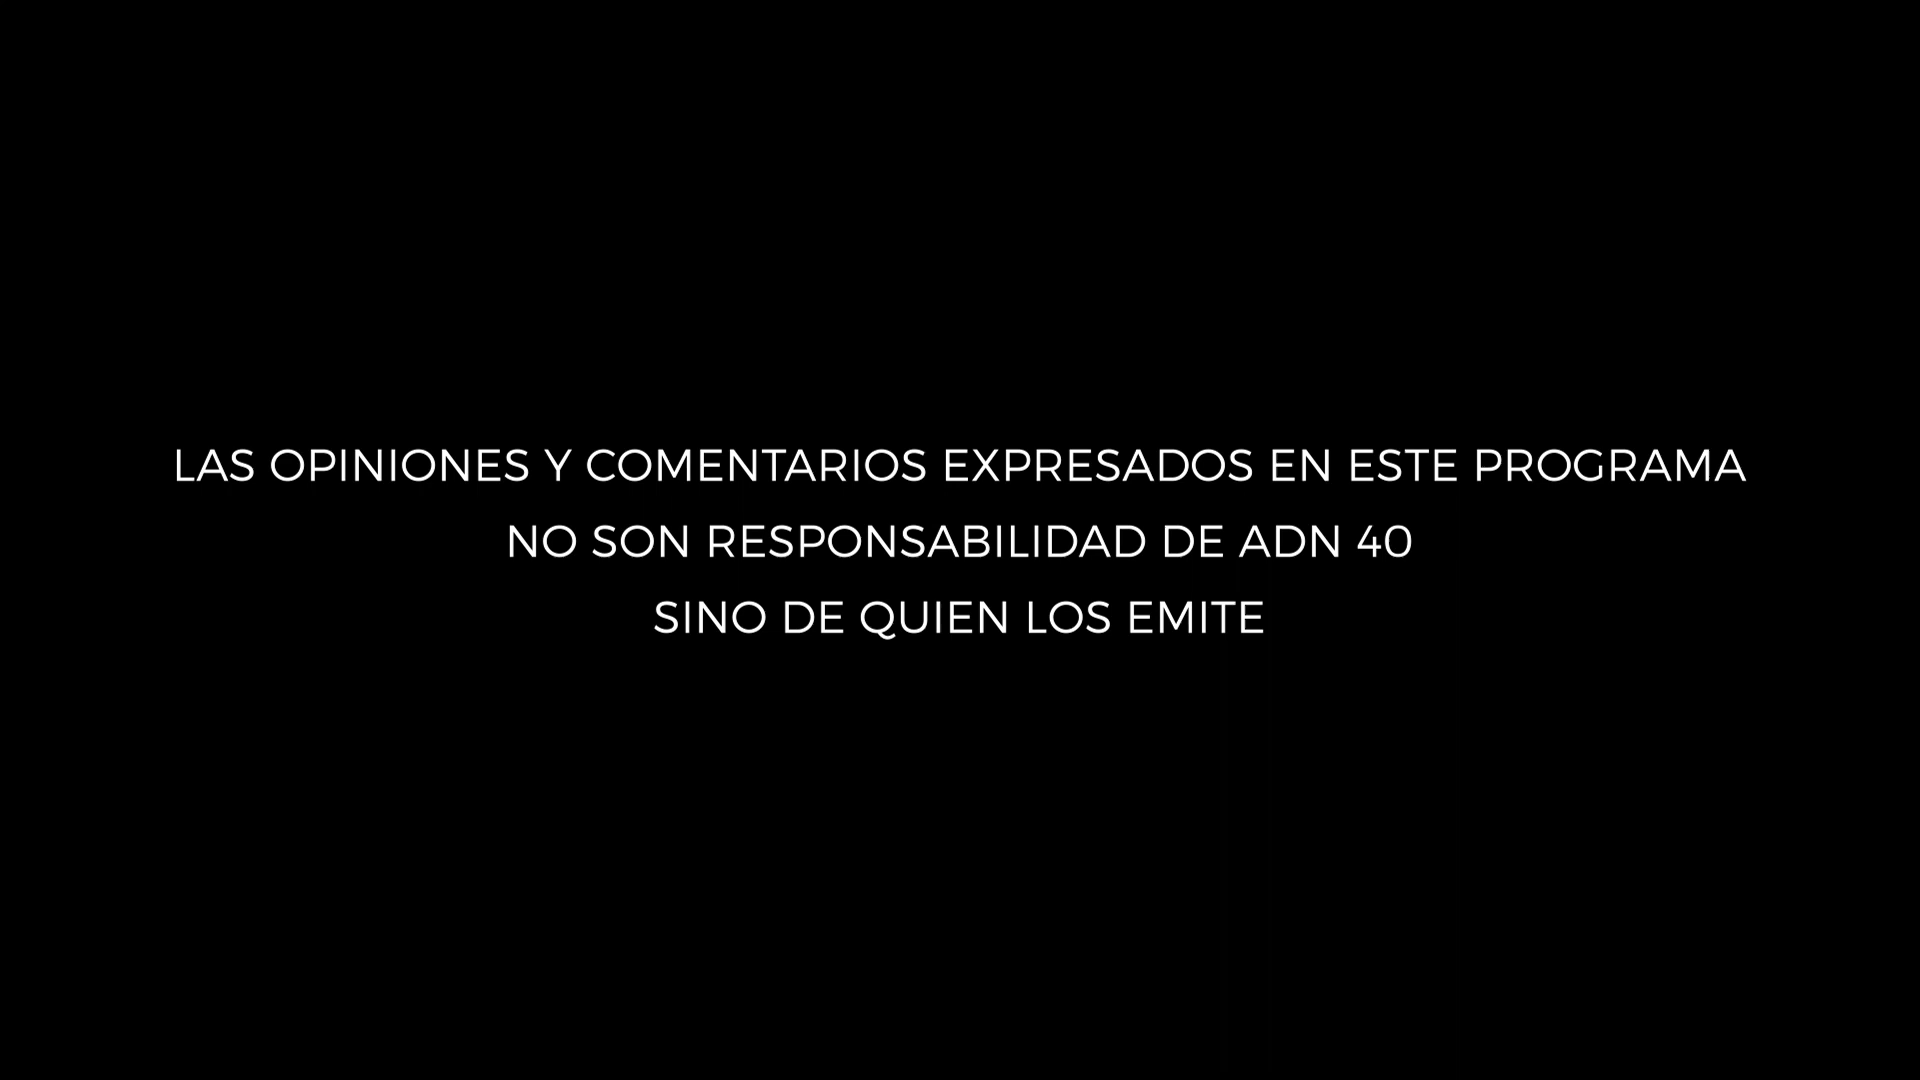 LAS OPINIONES Y COMENTARIOS EXPRESADOS EN ESTE PROGRAMA
NO SON RESPONSABILIDAD DE ADN 40
SINO DE QUIEN LOS EMITE